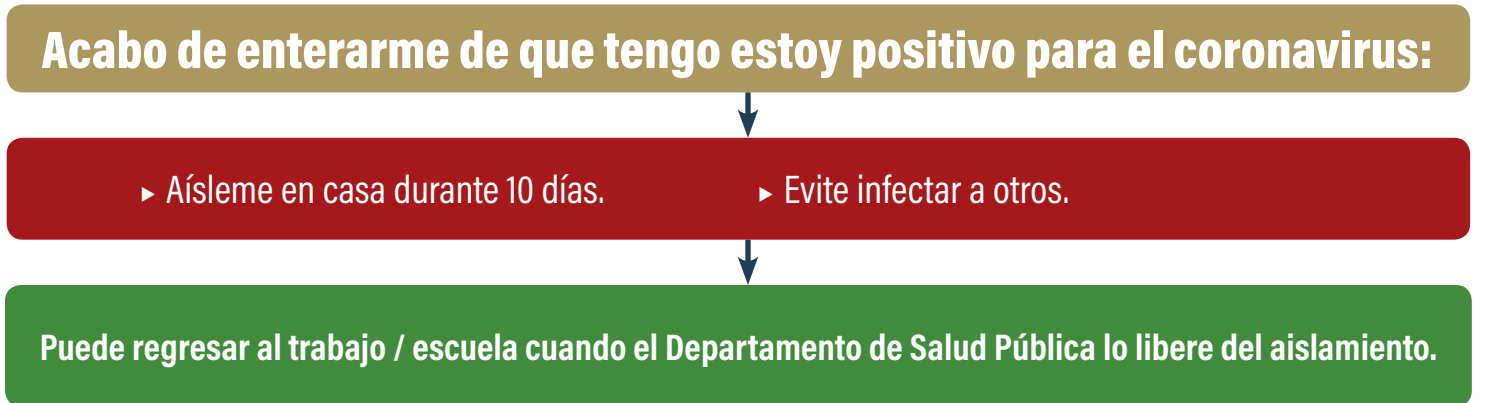 Acabo de enterarme de que tengo estoy positivo para el coronavirus:
▸ Aísleme en casa durante 10 días. ▸ Evite infectar a otros.
Puede regresar al trabajo / escuela cuando el Departamento de Salud Pública lo libere del aislamiento.